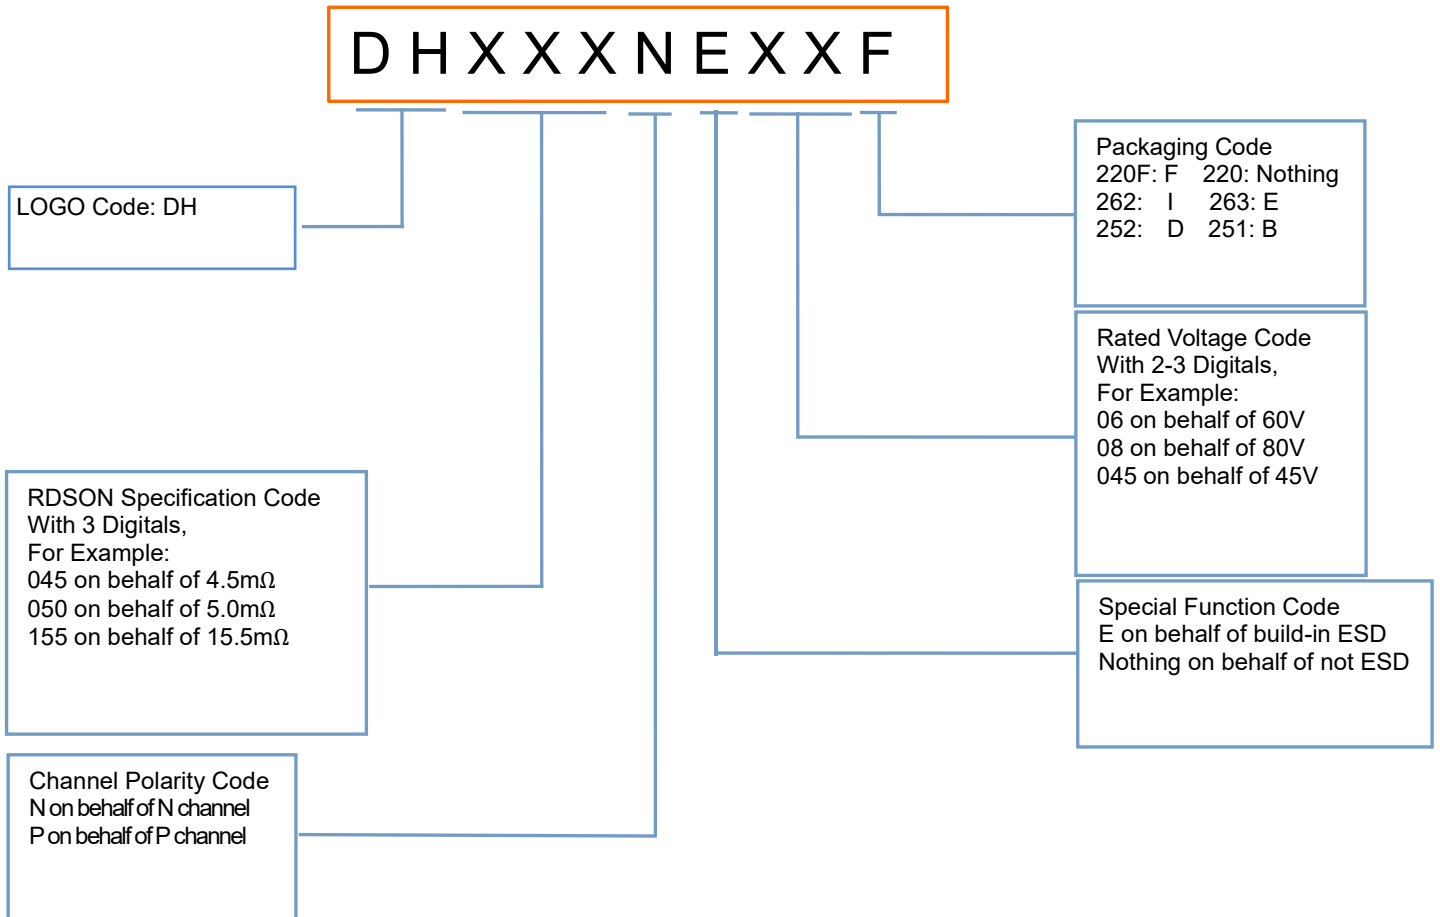 D H X X X N E X X F
LOGO Code: DH
Packaging Code
220F: F 220: Nothing
262: I 263: E
252: D 251: B
Rated Voltage Code
With 2-3 Digitals,
For Example:
06 on behalf of 60V
08 on behalf of 80V
045 on behalf of 45V
RDSON Specification Code
With 3 Digitals,
For Example:
045 on behalf of 4.5mΩ
050 on behalf of 5.0mΩ
155 on behalf of 15.5mΩ
Special Function Code
E on behalf of build-in ESD
Nothing on behalf of not ESD
Channel Polarity Code
N on behalf of N channel
P on behalf of P channel